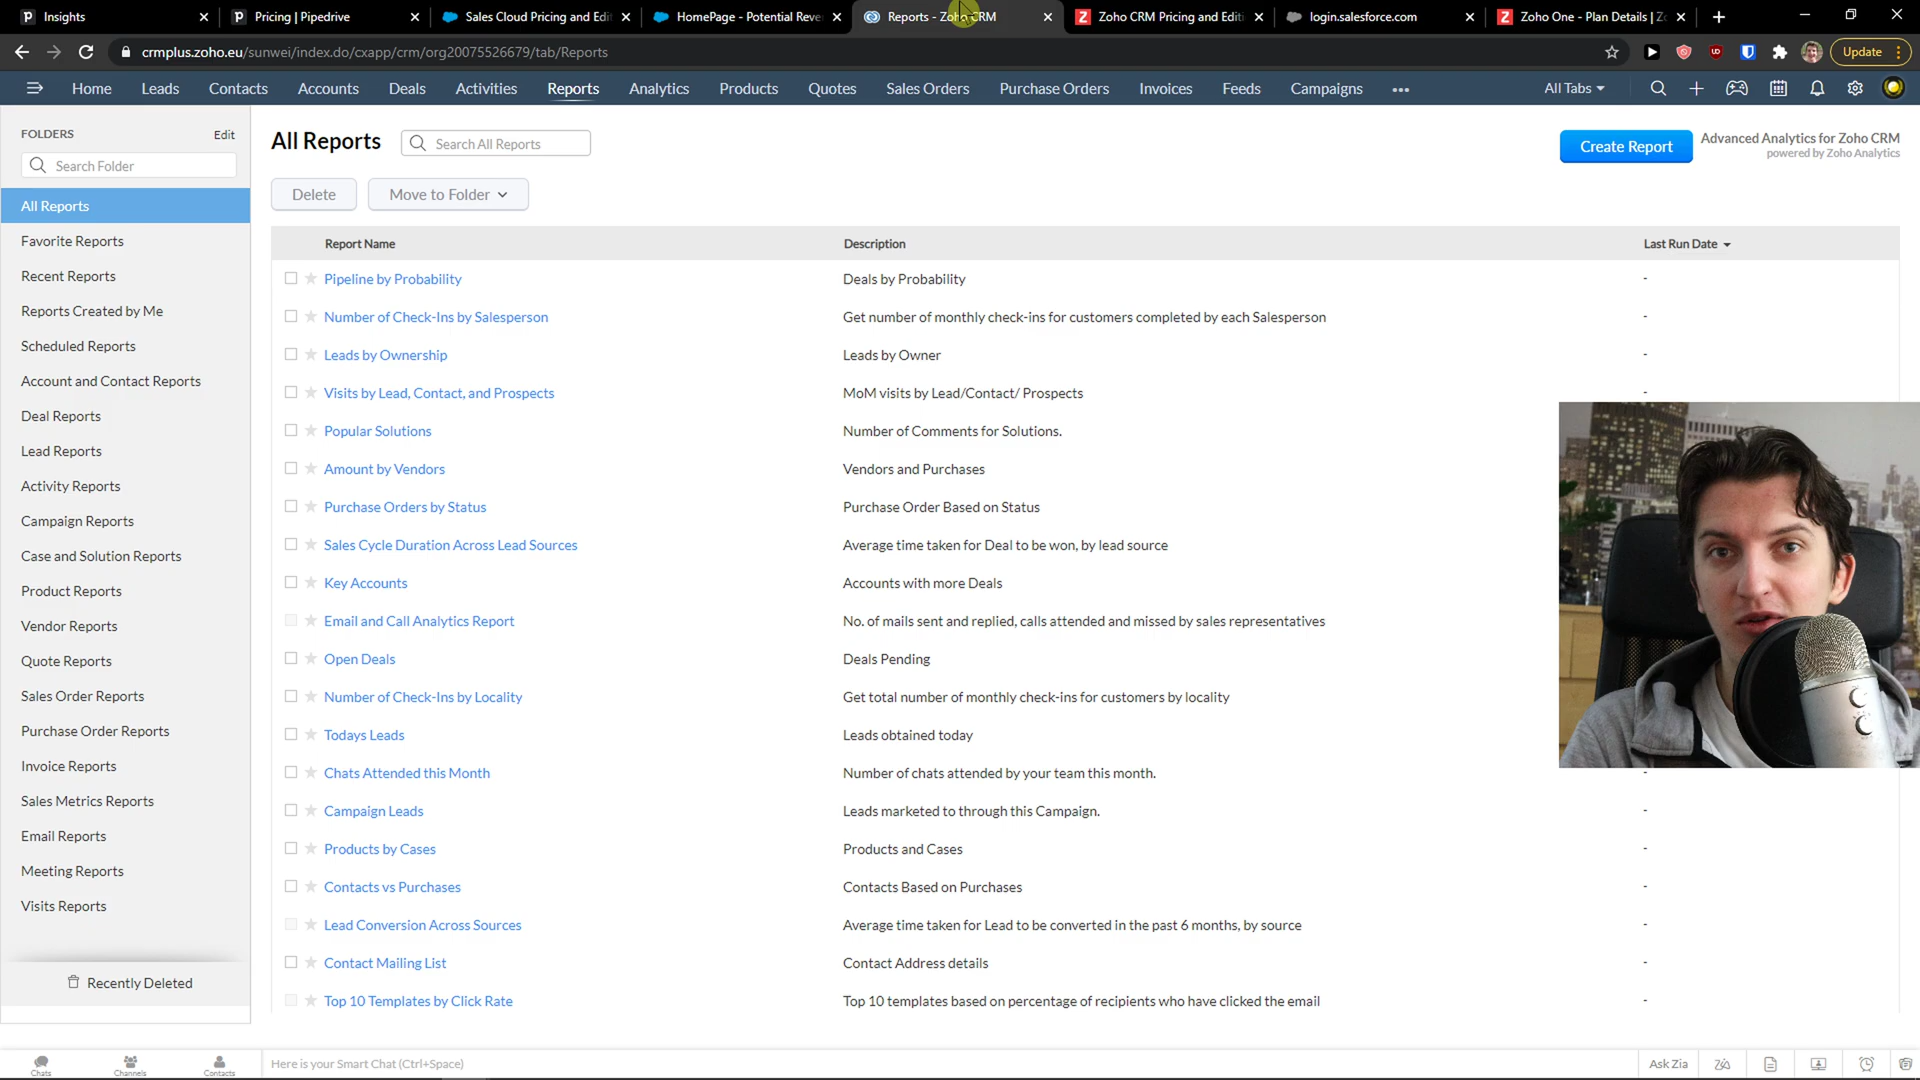 Insights
Pricing | Pipedrive
Sales Cloud Pricing and Edit
HomePage - Potential Reve
Reports - Zoho CRM
Zoho CRM Pricing and Editi
login.salesforce.com
Zoho One - Plan Details | Z
crmplus.zoho.eu/sunwei/index.do/cxapp/crm/org20075526679/tab/Reports
Update
Home
Leads
Contacts
Accounts
Deals
Activities
Reports
Analytics
Products
Quotes
Sales Orders
Purchase Orders
Invoices
Feeds
Campaigns
All Tabs
FOLDERS
Edit
Search Folder
All Reports
Favorite Reports
Recent Reports
Reports Created by Me
Scheduled Reports
Account and Contact Reports
Deal Reports
Lead Reports
Activity Reports
Campaign Reports
Case and Solution Reports
Product Reports
Vendor Reports
Quote Reports
Sales Order Reports
Purchase Order Reports
Invoice Reports
Sales Metrics Reports
Email Reports
Meeting Reports
Visits Reports
Recently Deleted
All Reports
Search All Reports
Create Report
Advanced Analytics for Zoho CRM
powered by Zoho Analytics
Delete
Move to Folder
Report Name Description Last Run Date
Pipeline by Probability Deals by Probability -
Number of Check-Ins by Salesperson Get number of monthly check-ins for customers completed by each Salesperson -
Leads by Ownership Leads by Owner -
Visits by Lead, Contact, and Prospects MoM visits by Lead/Contact/ Prospects -
Popular Solutions Number of Comments for Solutions.
Amount by Vendors Vendors and Purchases
Purchase Orders by Status Purchase Order Based on Status
Sales Cycle Duration Across Lead Sources Average time taken for Deal to be won, by lead source
Key Accounts Accounts with more Deals
Email and Call Analytics Report No. of mails sent and replied, calls attended and missed by sales representatives
Open Deals Deals Pending
Number of Check-Ins by Locality Get total number of monthly check-ins for customers by locality
Todays Leads Leads obtained today
Chats Attended this Month Number of chats attended by your team this month. -
Campaign Leads Leads marketed to through this Campaign. -
Products by Cases Products and Cases -
Contacts vs Purchases Contacts Based on Purchases -
Lead Conversion Across Sources Average time taken for Lead to be converted in the past 6 months, by source -
Contact Mailing List Contact Address details -
Top 10 Templates by Click Rate Top 10 templates based on percentage of recipients who have clicked the email -
Chats
Channels
Contacts
Here is your Smart Chat (Ctrl+Space)
Ask Zia